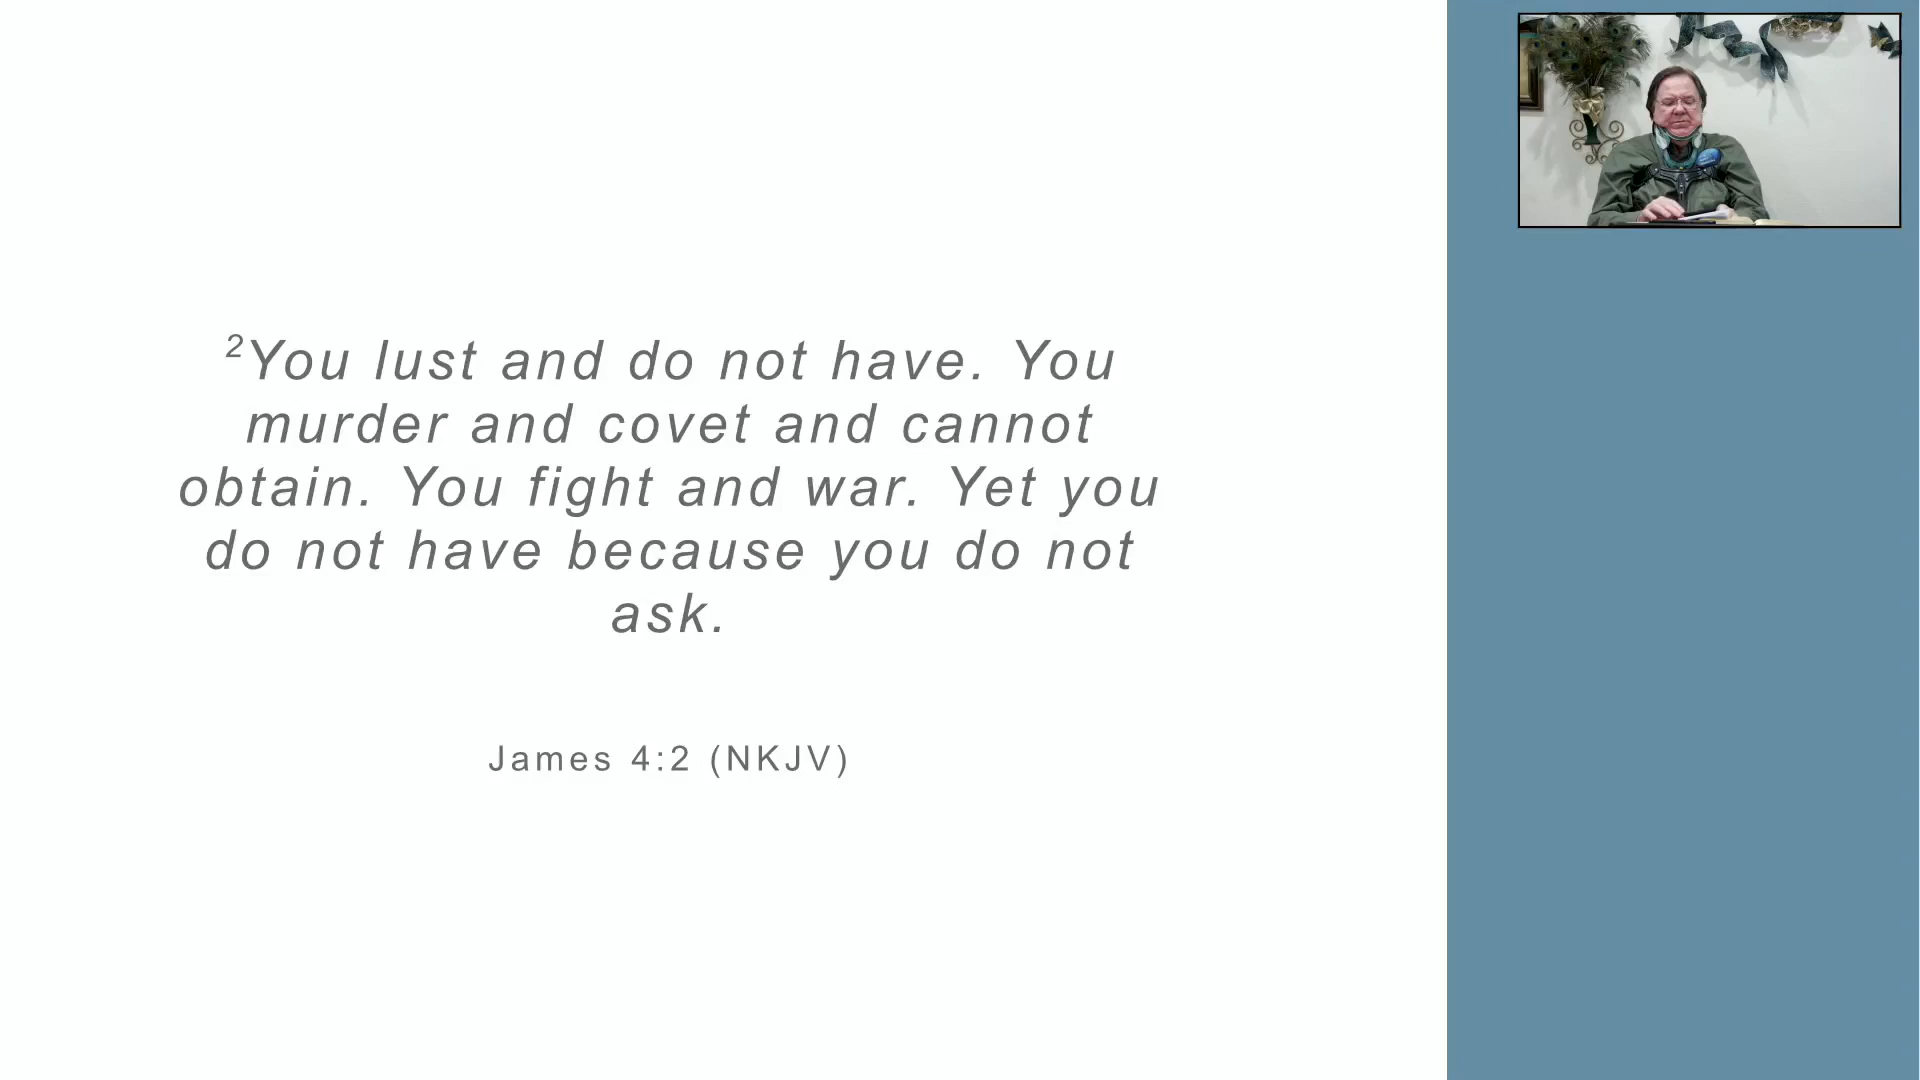 ²You lust and do not have. You
murder and covet and cannot
obtain. You fight and war. Yet you
do not have because you do not
ask.
James 4:2 (NKJV)